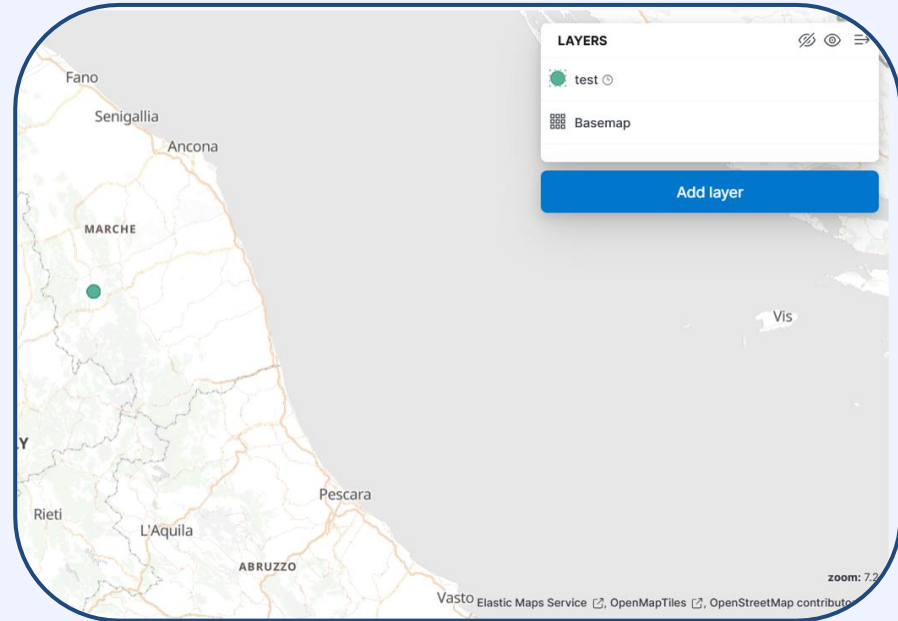 LAYERS
test
Basemap
Add layer
Fano
Senigallia
Ancona
MARCHE
Vis
LY
Pescara
Rieti
L'Aquila
ABRUZZO
Vasto
zoom: 7.2
Elastic Maps Service , OpenMapTiles , OpenStreetMap contributo